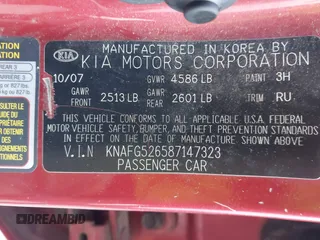 MANUFACTURED IN KOREA BY
KIA KIA MOTORS CORPORATION
10/07 GVWR 4586 LB PAINT 3H
GAWR FRONT 2513 LB GAWR REAR 2601 LB TRIM RU
THIS VEHICLE CONFORMS TO ALL APPLICABLE U.S.A. FEDERAL
MOTOR VEHICLE SAFETY, BUMPER, AND THEFT PREVENTION
STANDARDS IN EFFECT ON THE DATE OF MANUFACTURE
SHOWN ABOVE.
V.I.N KNAFG526587147323
PASSENGER CAR
DREAMBID